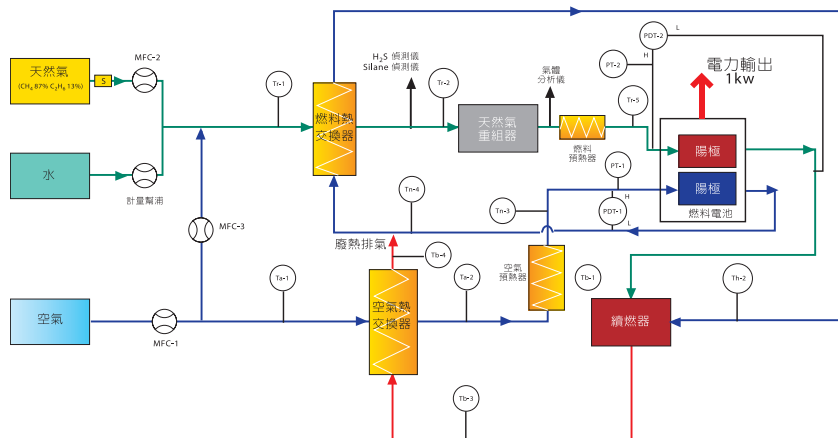 天然氣
(CH₄ 87% C₂H₈ 13%)
S
MFC-2
水
計量幫浦
MFC-3
空氣
MFC-1
Tr-1
Ta-1
燃料熱
交換器
H₂S 偵測儀
Silane 偵測儀
Tr-2
天然氣
重組器
氣體
分析儀
燃料
預熱器
Tr-5
PT-2
PDT-2
H
L
電力輸出
1kw
陽極
陽極
燃料電池
PT-1
PDT-1
H
L
Tn-4
Tn-3
廢熱排氣
Tb-4
空氣熱
交換器
Ta-2
空氣
預熱器
Tb-1
Th-2
續燃器
Tb-3